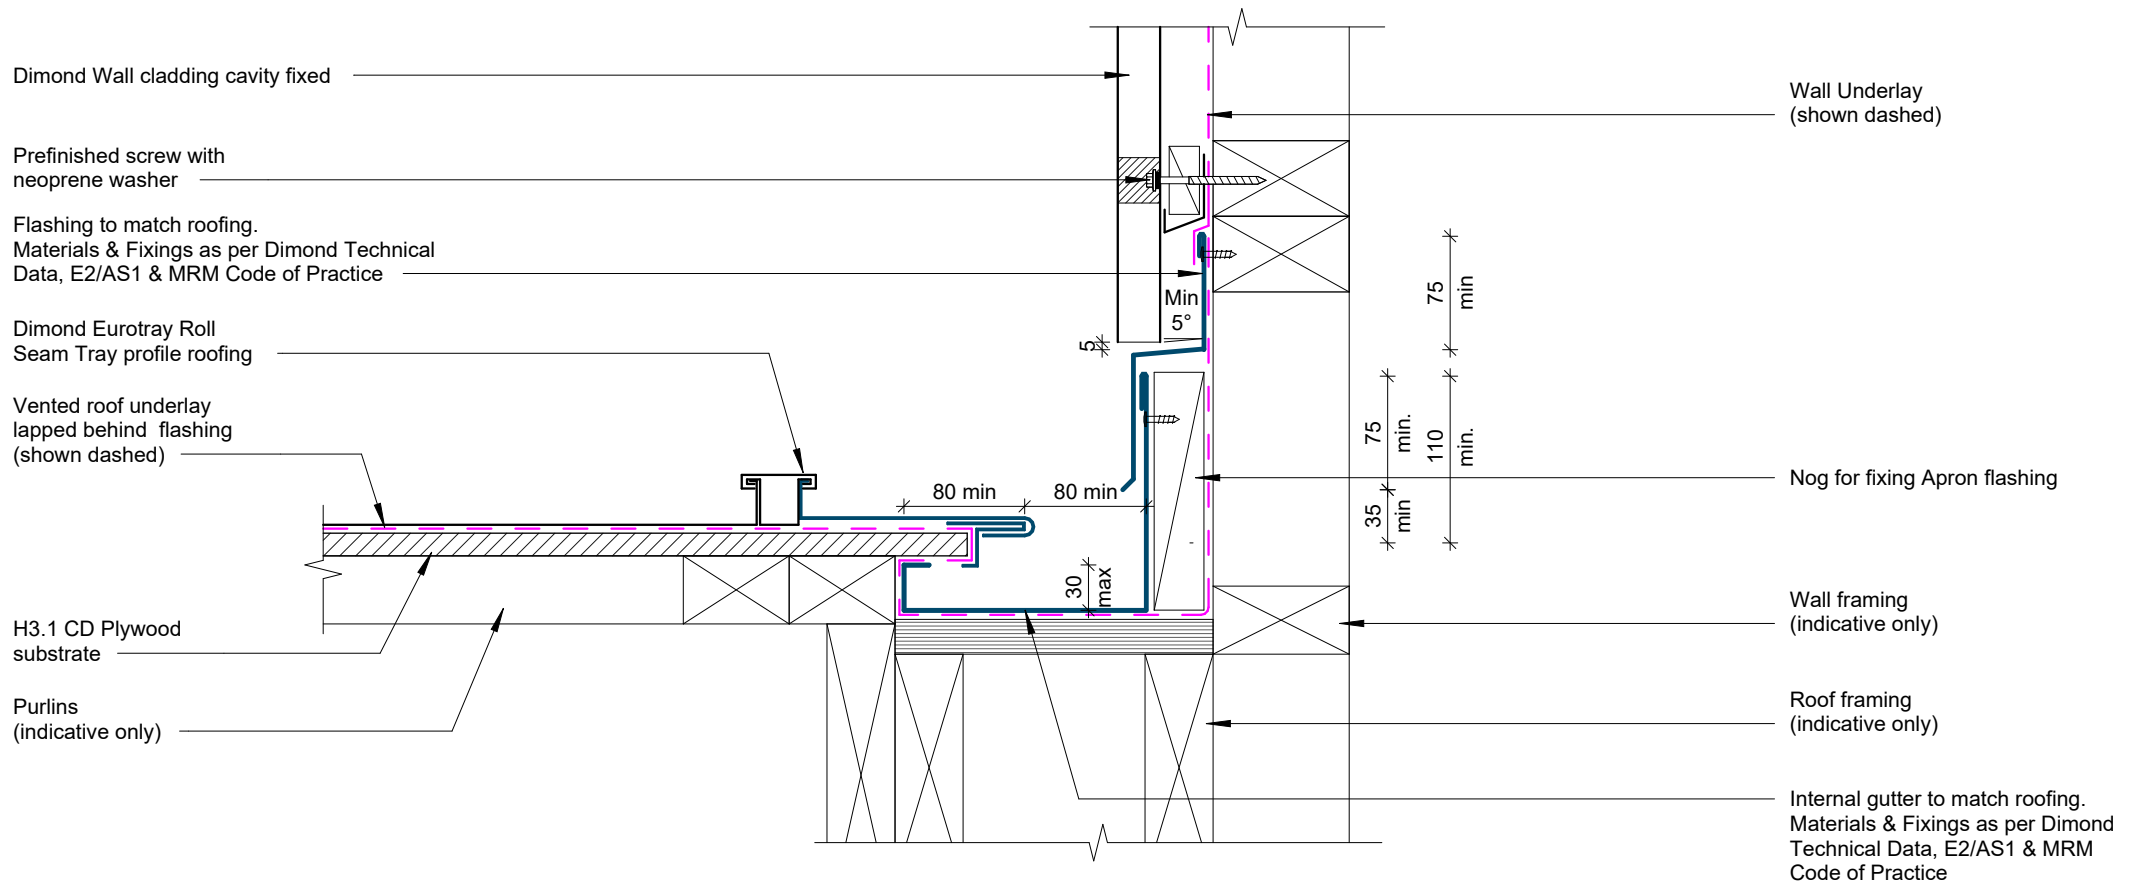 Dimond Wall cladding cavity fixed
Prefinished screw with
neoprene washer
Flashing to match roofing.
Materials & Fixings as per Dimond Technical
Data, E2/AS1 & MRM Code of Practice
Dimond Eurotray Roll
Seam Tray profile roofing
Vented roof underlay
lapped behind flashing
(shown dashed)
H3.1 CD Plywood
substrate
Purlins
(indicative only)
Min
5°
5
80 min
80 min
30
max
75
min
75
min.
110
min.
35
min
Wall Underlay
(shown dashed)
Nog for fixing Apron flashing
Wall framing
(indicative only)
Roof framing
(indicative only)
Internal gutter to match roofing.
Materials & Fixings as per Dimond
Technical Data, E2/AS1 & MRM
Code of Practice